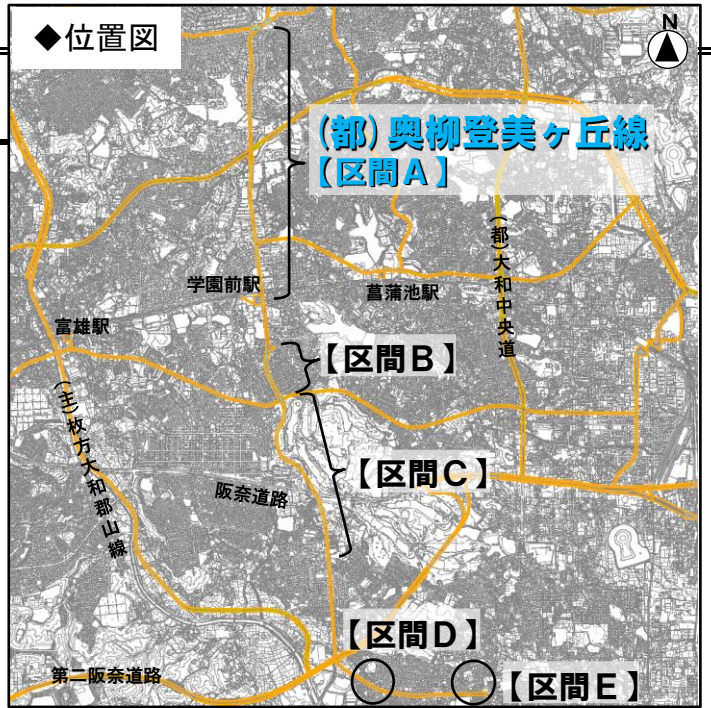 ◆位置図
N
(都)奥柳登美ヶ丘線
【区間A】
(都)大和中央道
学園前駅
菖蒲池駅
富雄駅
【区間B】
(主)枚方大和郡山線
【区間C】
阪奈道路
【区間D】
第二阪奈道路
【区間E】